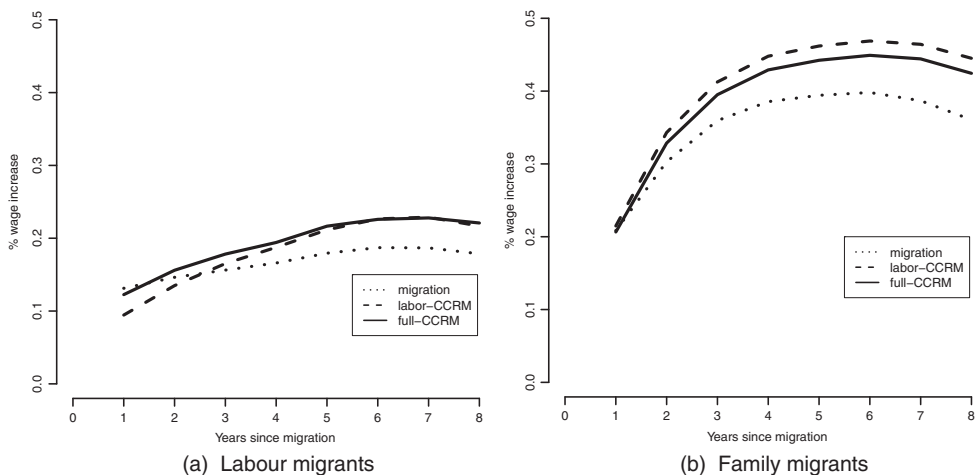 0.5
0.4
0.3
0.2
0.1
0.0
% wage increase
migration
labor−CCRM
full−CCRM
0 1 2 3 4 5 6 7 8
Years since migration
(a) Labour migrants
0.5
0.4
0.3
0.2
0.1
0.0
% wage increase
migration
labor−CCRM
full−CCRM
0 1 2 3 4 5 6 7 8
Years since migration
(b) Family migrants